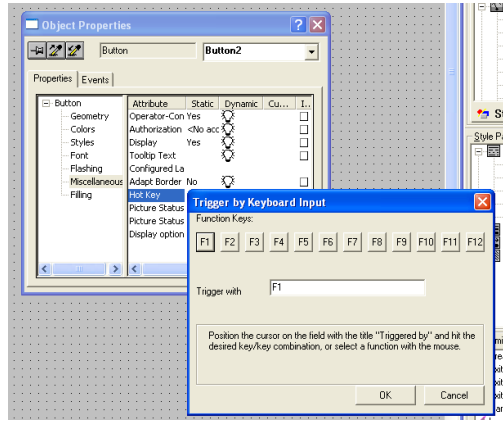 Object Properties
Button
Button2
Properties
Events
Button
Geometry
Colors
Styles
Font
Flashing
Miscellaneous
Filling
Attribute Static Dynamic Cu... I..
Operator-Con Yes
Authorization <No acc
Display Yes
Tooltip Text
Configured La
Adapt Border No
Hot Key
Picture Status
Picture Status
Display option
Trigger by Keyboard Input
Function Keys:
F1 F2 F3 F4 F5 F6 F7 F8 F9 F10 F11 F12
Trigger with
F1
Position the cursor on the field with the title "Triggered by" and hit the
desired key/key combination, or select a function with the mouse.
OK
Cancel
Style Pa